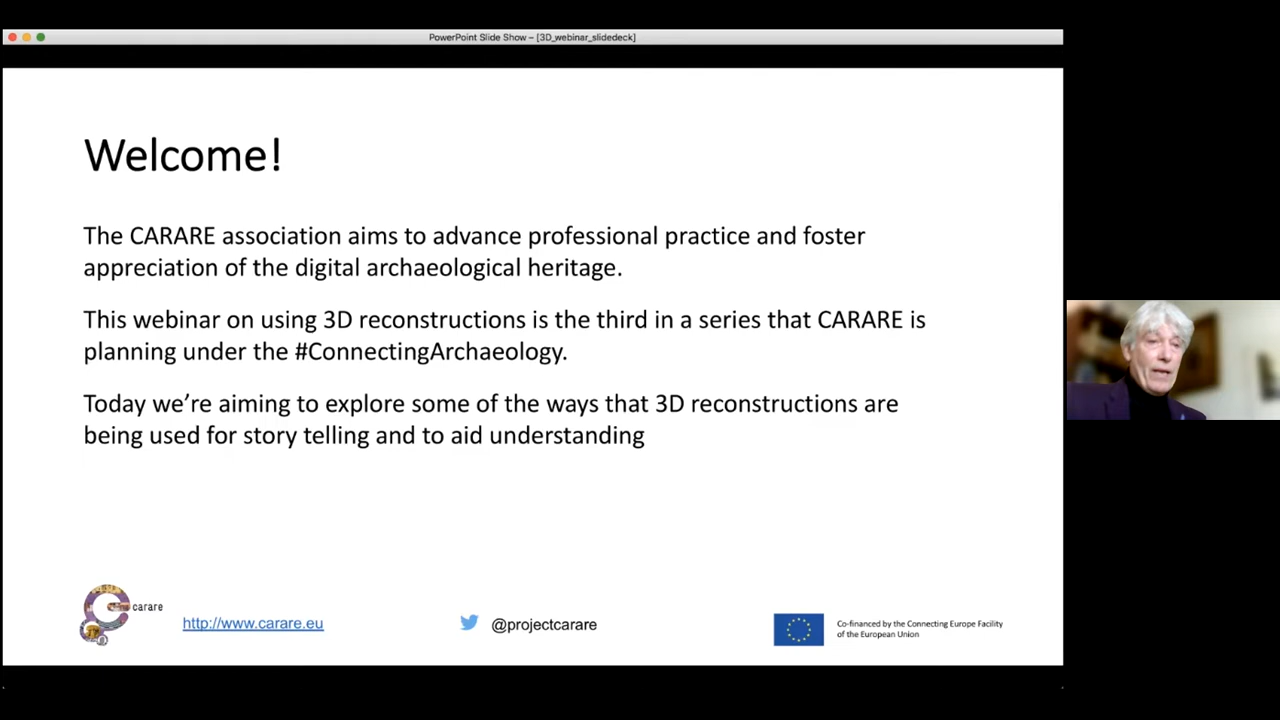 PowerPoint Slide Show – [3D_webinar_slidedeck]
Welcome!
The CARARE association aims to advance professional practice and foster
appreciation of the digital archaeological heritage.
This webinar on using 3D reconstructions is the third in a series that CARARE is
planning under the #ConnectingArchaeology.
Today we’re aiming to explore some of the ways that 3D reconstructions are
being used for story telling and to aid understanding
carare
http://www.carare.eu
@projectcarare
Co-financed by the Connecting Europe Facility
of the European Union